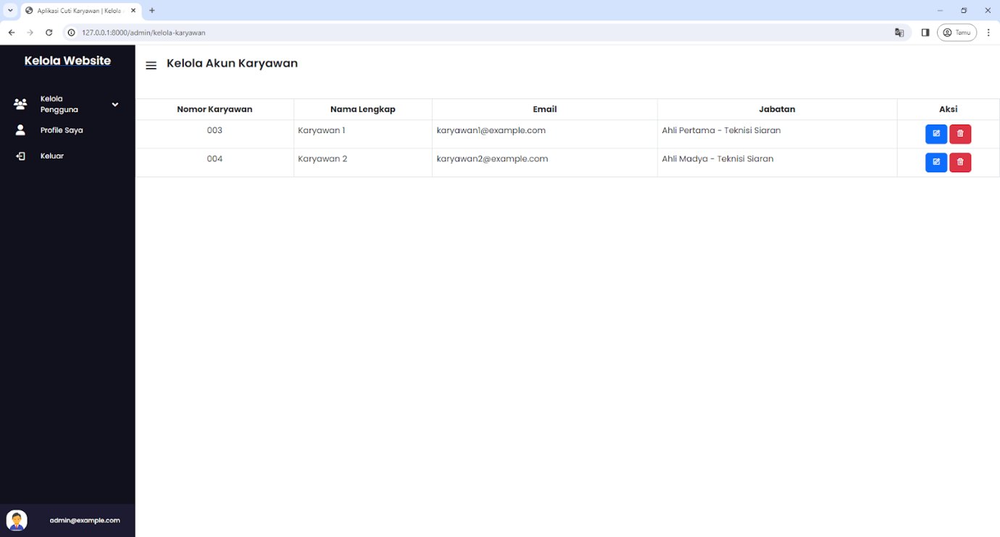 Aplikasi Cuti Karyawan | Kelola
127.0.0.1:8000/admin/kelola-karyawan
Tamu
Kelola Website
Kelola Akun Karyawan
Kelola
Pengguna
Profile Saya
Keluar
Nomor Karyawan Nama Lengkap Email Jabatan Aksi
003 Karyawan 1 karyawan1@example.com Ahli Pertama - Teknisi Siaran
004 Karyawan 2 karyawan2@example.com Ahli Madya - Teknisi Siaran
admin@example.com